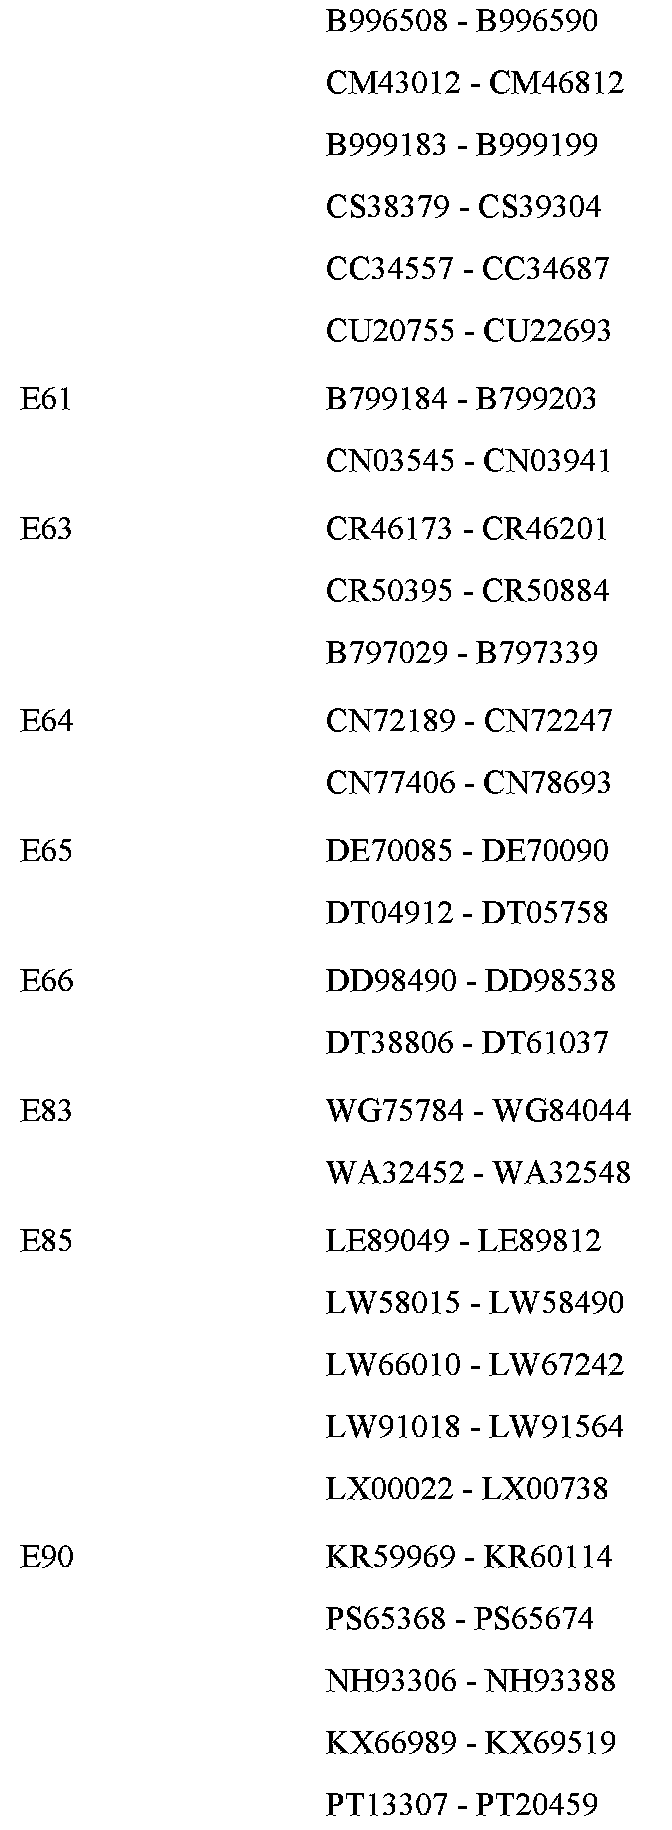 B996508 - B996590
CM43012 - CM46812
B999183 - B999199
CS38379 - CS39304
CC34557 - CC34687
CU20755 - CU22693
E61 B799184 - B799203
CN03545 - CN03941
E63 CR46173 - CR46201
CR50395 - CR50884
B797029 - B797339
E64 CN72189 - CN72247
CN77406 - CN78693
E65 DE70085 - DE70090
DT04912 - DT05758
E66 DD98490 - DD98538
DT38806 - DT61037
E83 WG75784 - WG84044
WA32452 - WA32548
E85 LE89049 - LE89812
LW58015 - LW58490
LW66010 - LW67242
LW91018 - LW91564
LX00022 - LX00738
E90 KR59969 - KR60114
PS65368 - PS65674
NH93306 - NH93388
KX66989 - KX69519
PT13307 - PT20459